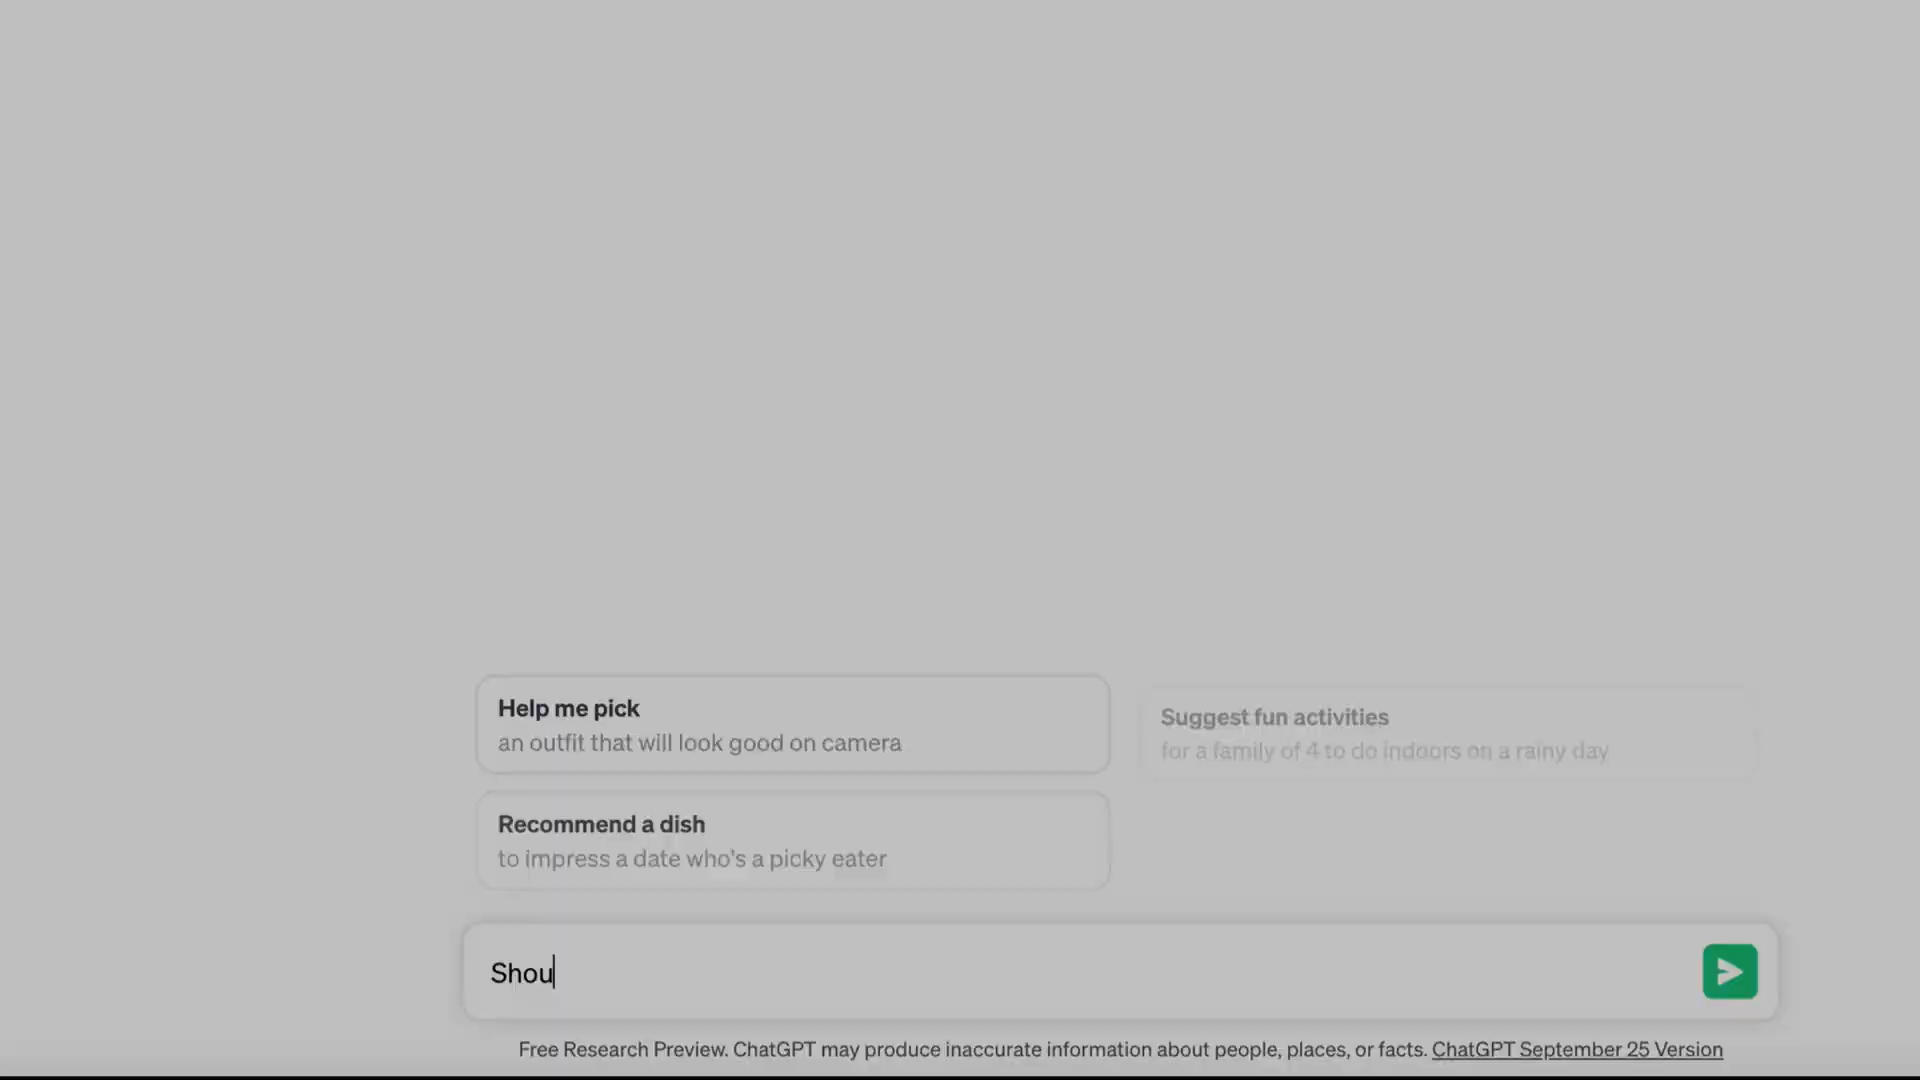 Help me pick
an outfit that will look good on camera
Suggest fun activities
for a family of 4 to do indoors on a rainy day
Recommend a dish
to impress a date who's a picky eater
Shou
Free Research Preview. ChatGPT may produce inaccurate information about people, places, or facts. ChatGPT September 25 Version